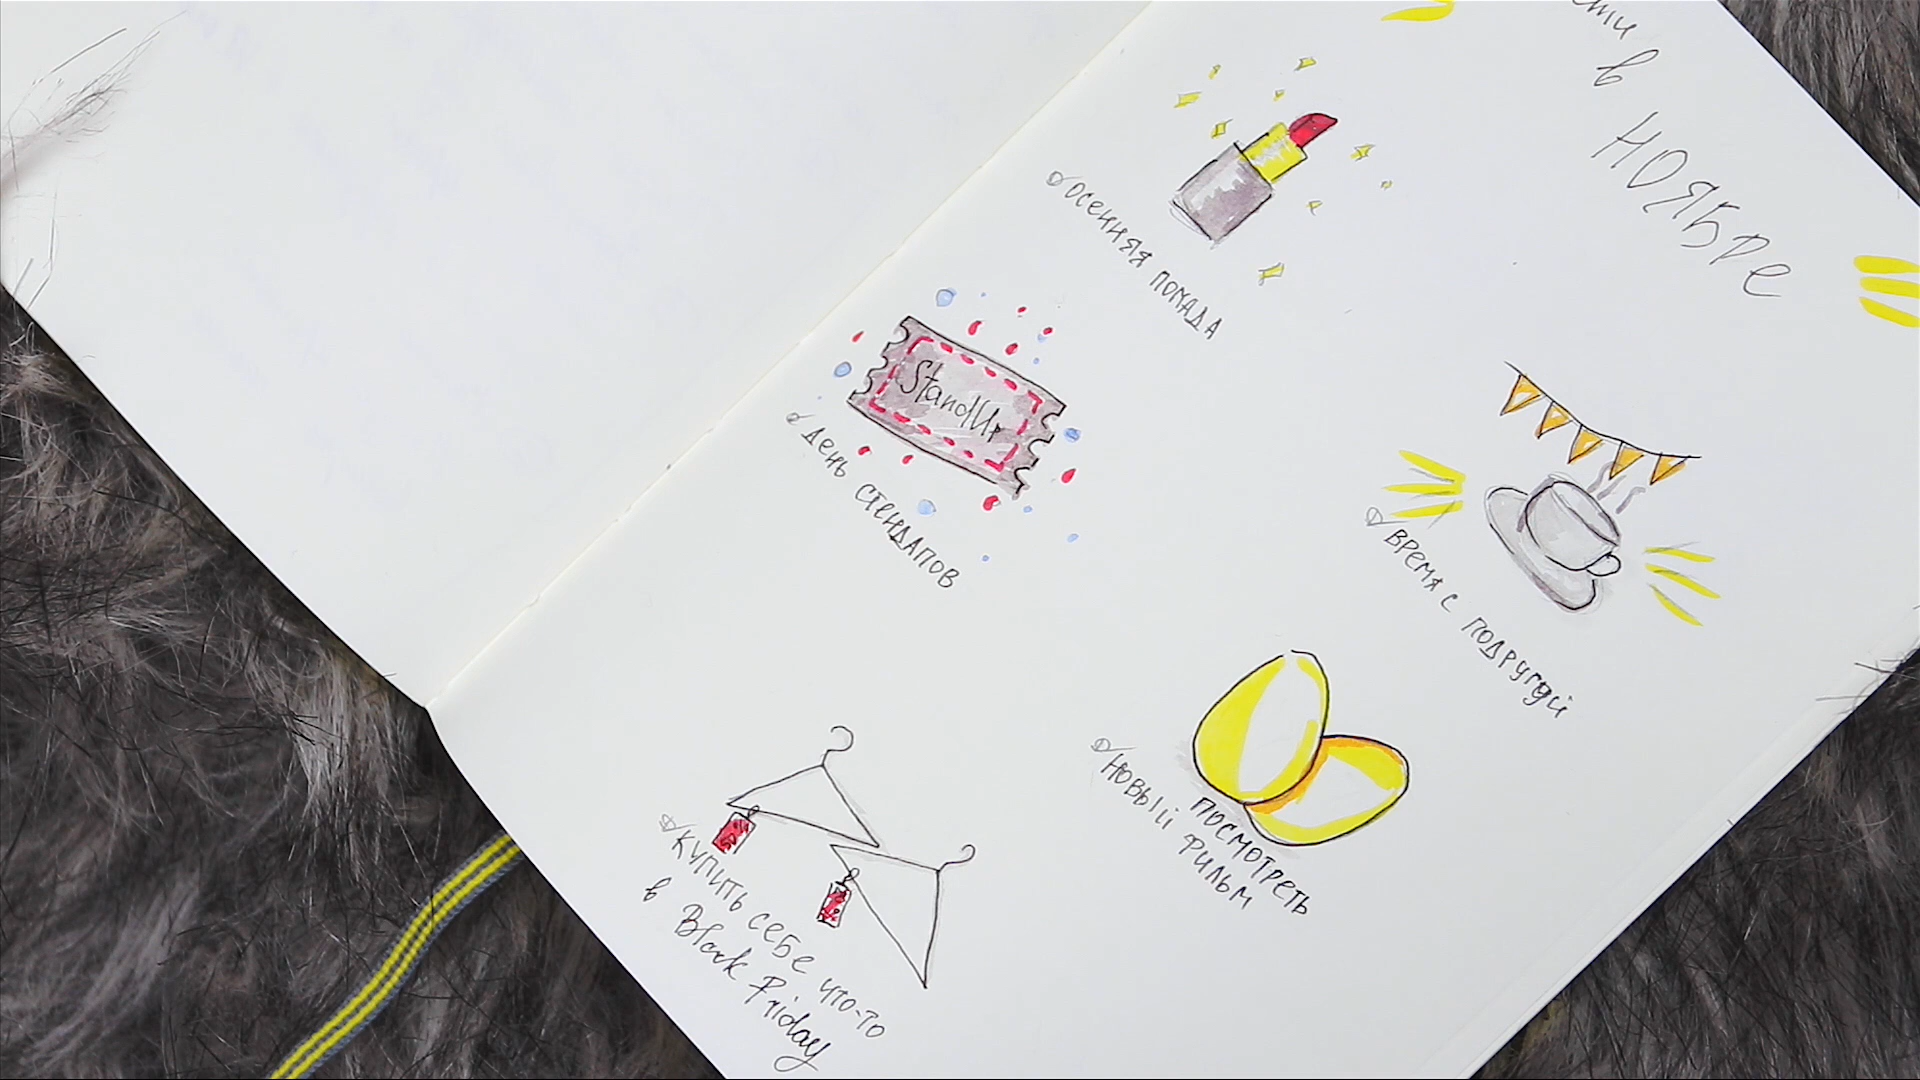 в
НОЯБРЕ
ОСЕННЯЯ ПОМАДА
StandUp
ДЕНЬ СТЕНДАПОВ
ВРЕМЯ С ПОДРУГОЙ
ПОСМОТРЕТЬ
НОВЫЙ ФИЛЬМ
КУПИТЬ СЕБЕ ЧТО-ТО
в Black Friday